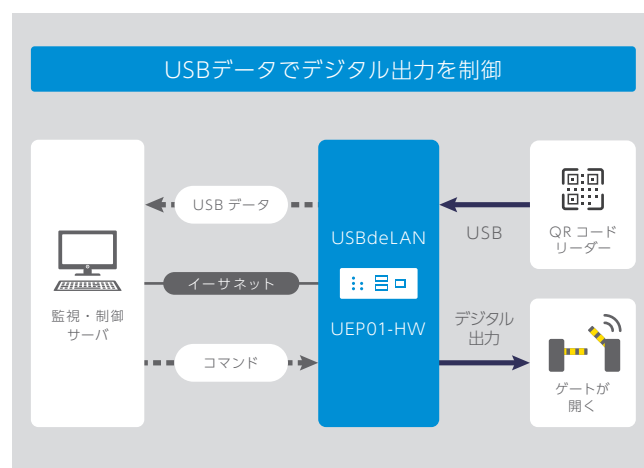 USBデータでデジタル出力を制御
監視・制御
サーバ
USB データ
イーサネット
コマンド
USBdeLAN
UEP01-HW
USB
デジタル
出力
QR コード
リーダー
ゲートが
開く